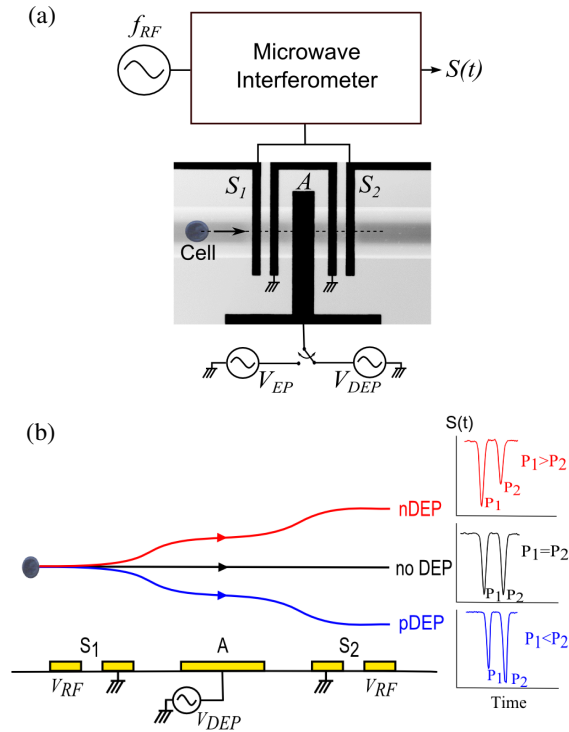 (a)
f_RF
Microwave
Interferometer
S(t)
S_1
A
S_2
Cell
V_EP
V_DEP
(b)
S(t)
P_1>P_2
P_1
P_2
nDEP
no DEP
P_1=P_2
P_1
P_2
pDEP
P_1<P_2
P_1
P_2
S_1
A
S_2
V_RF
V_RF
V_DEP
Time